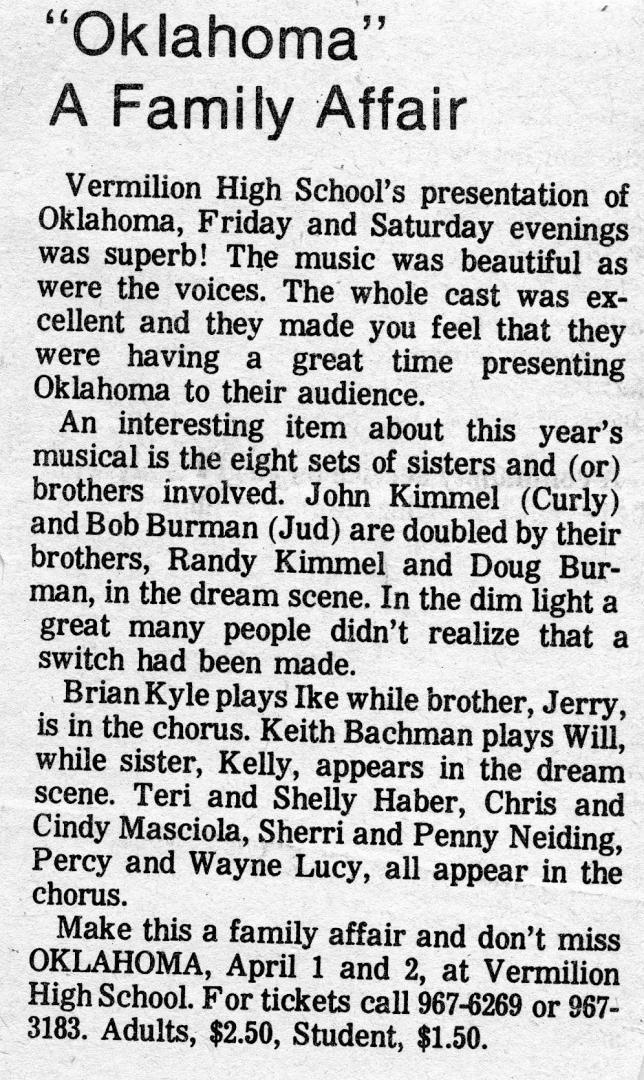 “Oklahoma”
A Family Affair
Vermilion High School's presentation of
Oklahoma, Friday and Saturday evenings
was superb! The music was beautiful as
were the voices. The whole cast was ex-
cellent and they made you feel that they
were having a great time presenting
Oklahoma to their audience.
An interesting item about this year's
musical is the eight sets of sisters and (or)
brothers involved. John Kimmel (Curly)
and Bob Burman (Jud) are doubled by their
brothers, Randy Kimmel and Doug Bur-
man, in the dream scene. In the dim light a
great many people didn't realize that a
switch had been made.
Brian Kyle plays Ike while brother, Jerry,
is in the chorus. Keith Bachman plays Will,
while sister, Kelly, appears in the dream
scene. Teri and Shelly Haber, Chris and
Cindy Masciola, Sherri and Penny Neiding,
Percy and Wayne Lucy, all appear in the
chorus.
Make this a family affair and don't miss
OKLAHOMA, April 1 and 2, at Vermilion
High School. For tickets call 967-6269 or 967-
3183. Adults, $2.50, Student, $1.50.